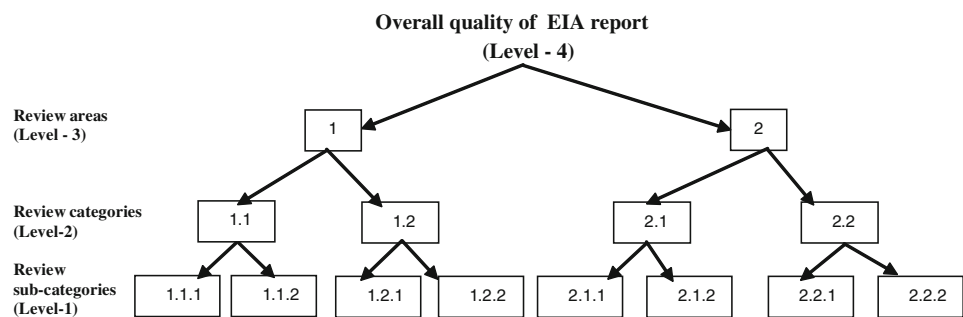 Overall quality of EIA report
(Level - 4)
Review areas
(Level - 3)
1
2
Review categories
(Level-2)
1.1
1.2
2.1
2.2
Review
sub-categories
(Level-1)
1.1.1
1.1.2
1.2.1
1.2.2
2.1.1
2.1.2
2.2.1
2.2.2